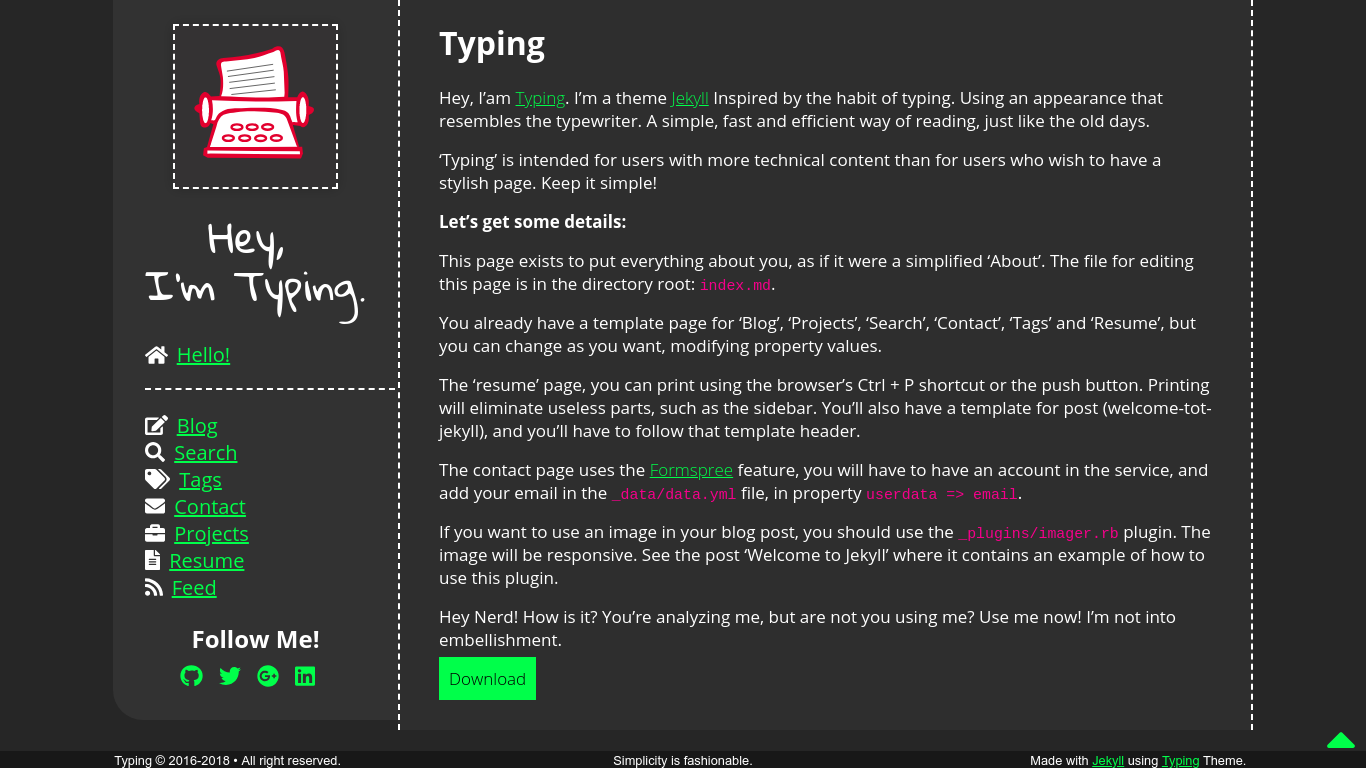 Hey,
I'm Typing.
Hello!
Blog
Search
Tags
Contact
Projects
Resume
Feed
Follow Me!
Typing
Hey, I’am Typing. I’m a theme Jekyll Inspired by the habit of typing. Using an appearance that
resembles the typewriter. A simple, fast and efficient way of reading, just like the old days.
‘Typing’ is intended for users with more technical content than for users who wish to have a
stylish page. Keep it simple!
Let’s get some details:
This page exists to put everything about you, as if it were a simplified ‘About’. The file for editing
this page is in the directory root: index.md.
You already have a template page for ‘Blog’, ‘Projects’, ‘Search’, ‘Contact’, ‘Tags’ and ‘Resume’, but
you can change as you want, modifying property values.
The ‘resume’ page, you can print using the browser’s Ctrl + P shortcut or the push button. Printing
will eliminate useless parts, such as the sidebar. You’ll also have a template for post (welcome-tot-
jekyll), and you’ll have to follow that template header.
The contact page uses the Formspree feature, you will have to have an account in the service, and
add your email in the _data/data.yml file, in property userdata => email.
If you want to use an image in your blog post, you should use the _plugins/imager.rb plugin. The
image will be responsive. See the post ‘Welcome to Jekyll’ where it contains an example of how to
use this plugin.
Hey Nerd! How is it? You’re analyzing me, but are not you using me? Use me now! I’m not into
embellishment.
Download
Typing © 2016-2018 • All right reserved.
Simplicity is fashionable.
Made with Jekyll using Typing Theme.